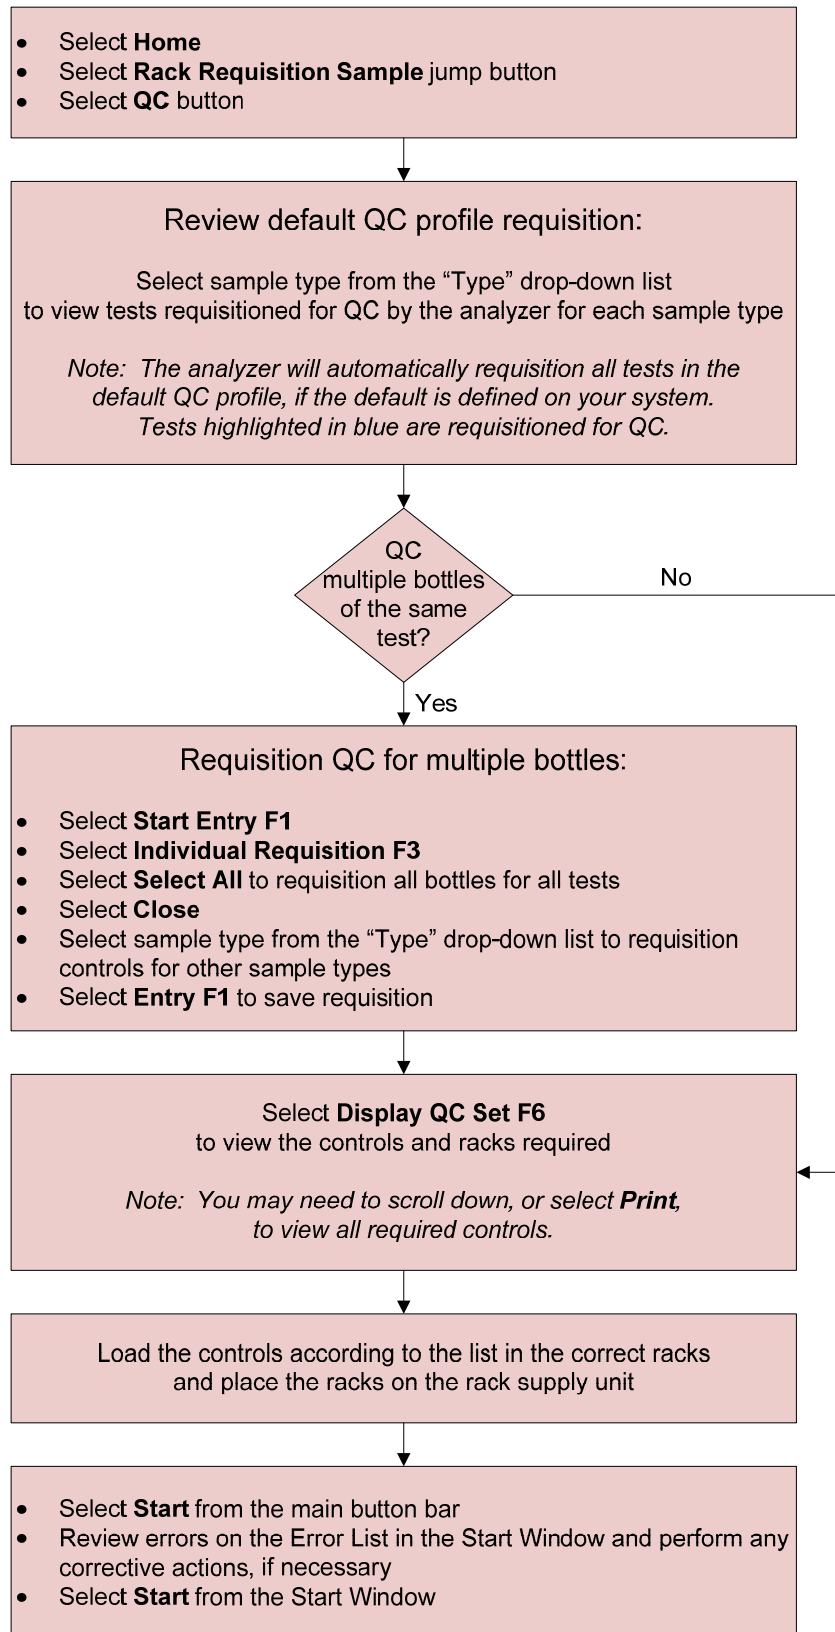 • Select Home
• Select Rack Requisition Sample jump button
• Select QC button
Review default QC profile requisition:
Select sample type from the “Type” drop-down list
to view tests requisitioned for QC by the analyzer for each sample type
Note:  The analyzer will automatically requisition all tests in the
default QC profile, if the default is defined on your system.
Tests highlighted in blue are requisitioned for QC.
QC
multiple bottles
of the same
test?
No
Yes
Requisition QC for multiple bottles:
• Select Start Entry F1
• Select Individual Requisition F3
• Select Select All to requisition all bottles for all tests
• Select Close
• Select sample type from the “Type” drop-down list to requisition
controls for other sample types
• Select Entry F1 to save requisition
Select Display QC Set F6
to view the controls and racks required
Note:  You may need to scroll down, or select Print,
to view all required controls.
Load the controls according to the list in the correct racks
and place the racks on the rack supply unit
• Select Start from the main button bar
• Review errors on the Error List in the Start Window and perform any
corrective actions, if necessary
• Select Start from the Start Window